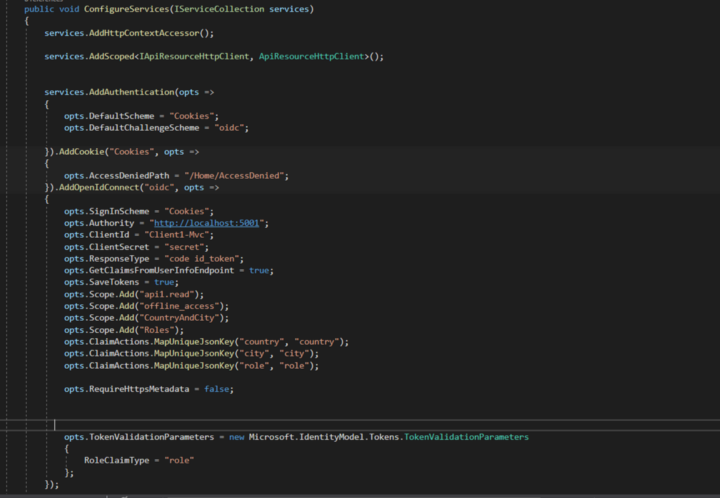 public void ConfigureServices(IServiceCollection services)
{
services.AddHttpContextAccessor();
services.AddScoped<IApiResourceHttpClient, ApiResourceHttpClient>();
services.AddAuthentication(opts =>
{
opts.DefaultScheme = "Cookies";
opts.DefaultChallengeScheme = "oidc";
}).AddCookie("Cookies", opts =>
{
opts.AccessDeniedPath = "/Home/AccessDenied";
}).AddOpenIdConnect("oidc", opts =>
{
opts.SignInScheme = "Cookies";
opts.Authority = "http://localhost:5001";
opts.ClientId = "Client1-Mvc";
opts.ClientSecret = "secret";
opts.ResponseType = "code id_token";
opts.GetClaimsFromUserInfoEndpoint = true;
opts.SaveTokens = true;
opts.Scope.Add("api1.read");
opts.Scope.Add("offline_access");
opts.Scope.Add("CountryAndCity");
opts.Scope.Add("Roles");
opts.ClaimActions.MapUniqueJsonKey("country", "country");
opts.ClaimActions.MapUniqueJsonKey("city", "city");
opts.ClaimActions.MapUniqueJsonKey("role", "role");
opts.RequireHttpsMetadata = false;
opts.TokenValidationParameters = new Microsoft.IdentityModel.Tokens.TokenValidationParameters
{
RoleClaimType = "role"
};
});